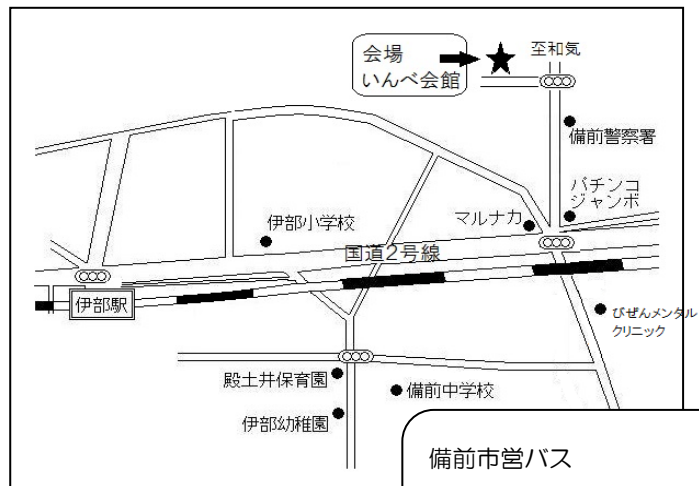 会場
いんべ会館
至和気
備前警察署
パチンコ
ジャンボ
マルナカ
伊部小学校
国道2号線
伊部駅
びぜんメンタル
クリニック
殿土井保育園
備前中学校
伊部幼稚園
備前市営バス